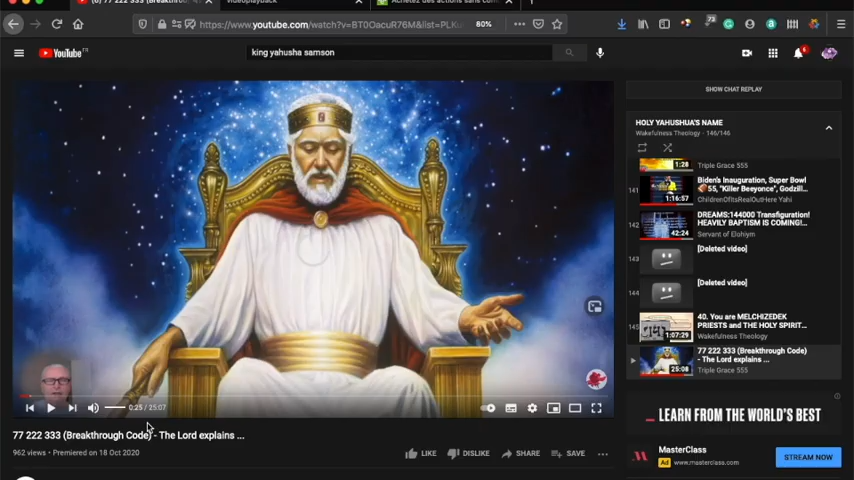 (6) 77 222 333 (Breakthrough
videoplayback
https://www.youtube.com/watch?v=BT0OacuR76M&list=PLK
80%
73
YouTube FR
king yahusha samson
6
SHOW CHAT REPLAY
HOLY YAHUSHUA'S NAME
Wakefulness Theology - 146/146
1:28
Triple Grace 555
141
Biden's Inauguration, Super Bowl
55, "Killer Beeyonce", Godzill...
1:16:57
ChildrenOfItsRealOutHere Yahi
142
DREAMS:144000 Transfiguration!
HEAVILY BAPTISM IS COMING!...
42:24
Servant of Elohiym
143
[Deleted video]
144
[Deleted video]
145
40. You are MELCHIZEDEK
PRIESTS and THE HOLY SPIRIT...
1:07:29
Wakefulness Theology
77 222 333 (Breakthrough Code)
- The Lord explains ...
25:08
Triple Grace 555
0:25 / 25:07
77 222 333 (Breakthrough Code) - The Lord explains ...
962 views • Premiered on 18 Oct 2020
LIKE
DISLIKE
SHARE
SAVE
LEARN FROM THE WORLD'S BEST
MasterClass
Ad www.masterclass.com
STREAM NOW